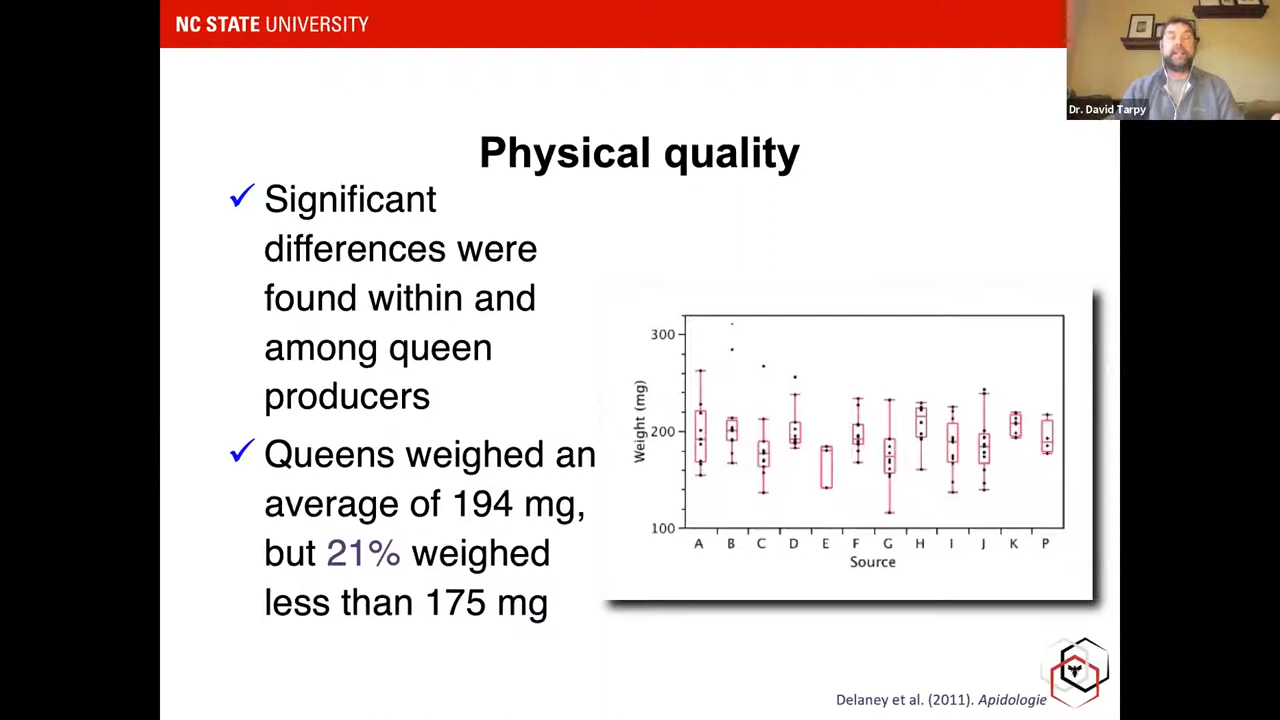 NC STATE UNIVERSITY
Dr. David Tarpy
Physical quality
✓ Significant
differences were
found within and
among queen
producers
✓ Queens weighed an
average of 194 mg,
but 21% weighed
less than 175 mg
Weight (mg)
300
200
100
A B C D E F G H I J K P
Source
Delaney et al. (2011). Apidologie